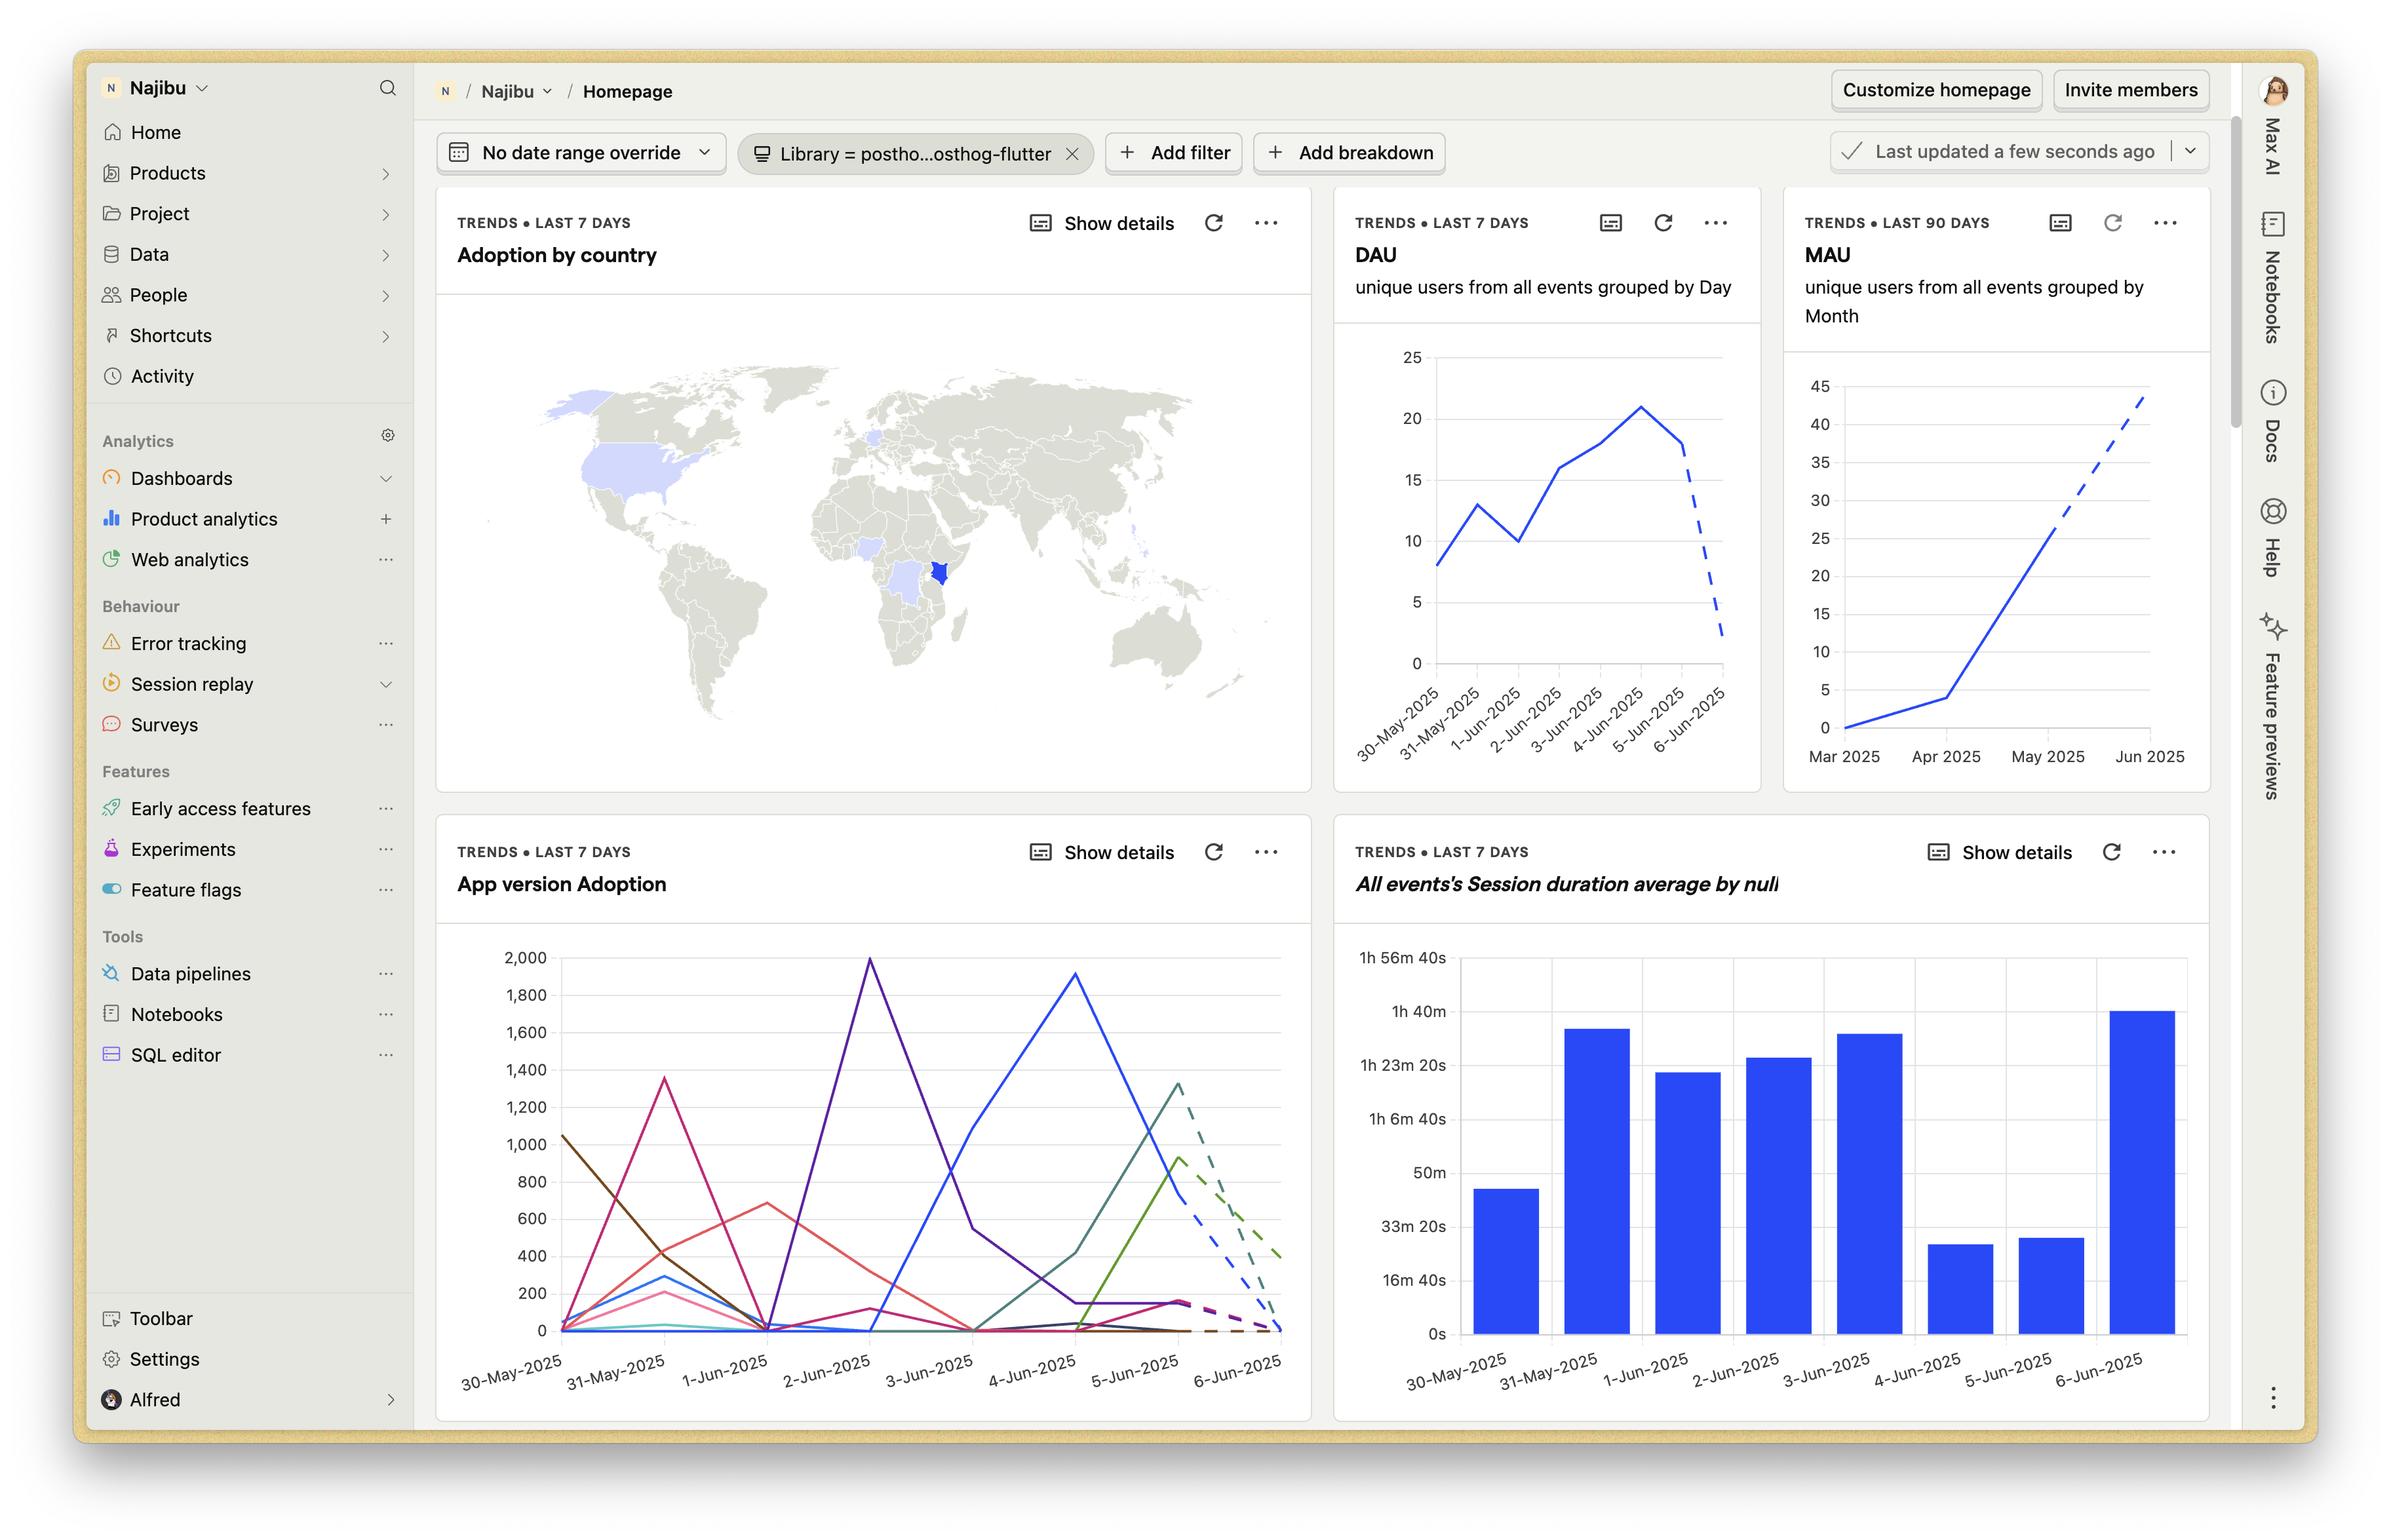 N Najibu
Home
Products
Project
Data
People
Shortcuts
Activity
Analytics
Dashboards
Product analytics
Web analytics
Behaviour
Error tracking
Session replay
Surveys
Features
Early access features
Experiments
Feature flags
Tools
Data pipelines
Notebooks
SQL editor
Toolbar
Settings
Alfred
N / Najibu / Homepage
Customize homepage
Invite members
No date range override
Library = postho...osthog-flutter
Add filter
Add breakdown
Last updated a few seconds ago
TRENDS • LAST 7 DAYS
Show details
Adoption by country
TRENDS • LAST 7 DAYS
DAU
unique users from all events grouped by Day
25
20
15
10
5
0
30-May-2025
31-May-2025
1-Jun-2025
2-Jun-2025
3-Jun-2025
4-Jun-2025
5-Jun-2025
6-Jun-2025
TRENDS • LAST 90 DAYS
MAU
unique users from all events grouped by
Month
45
40
35
30
25
20
15
10
5
0
Mar 2025
Apr 2025
May 2025
Jun 2025
TRENDS • LAST 7 DAYS
Show details
App version Adoption
2,000
1,800
1,600
1,400
1,200
1,000
800
600
400
200
0
30-May-2025
31-May-2025
1-Jun-2025
2-Jun-2025
3-Jun-2025
4-Jun-2025
5-Jun-2025
6-Jun-2025
TRENDS • LAST 7 DAYS
Show details
All events's Session duration average by null
1h 56m 40s
1h 40m
1h 23m 20s
1h 6m 40s
50m
33m 20s
16m 40s
0s
30-May-2025
31-May-2025
1-Jun-2025
2-Jun-2025
3-Jun-2025
4-Jun-2025
5-Jun-2025
6-Jun-2025
Max AI
Notebooks
Docs
Help
Feature previews